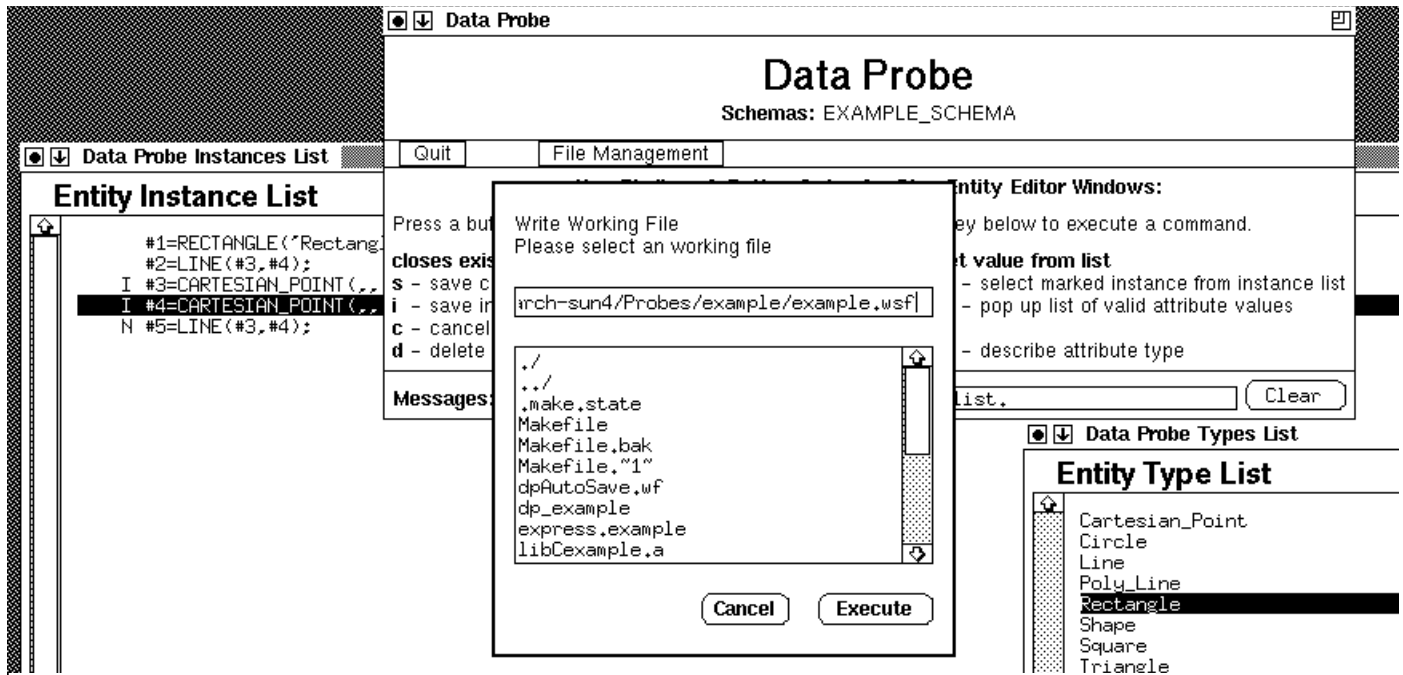 Data Probe
Data Probe
Schemas: EXAMPLE_SCHEMA
Quit
File Management
Entity Editor Windows:
Press a but
ey below to execute a command.
closes exis
t value from list
s - save c
- select marked instance from instance list
i - save in
- pop up list of valid attribute values
c - cancel
d - delete
- describe attribute type
Messages:
list.
Clear
Data Probe Instances List
Entity Instance List
#1=RECTANGLE('Rectangl
#2=LINE(#3,#4);
I #3=CARTESIAN_POINT(,,
I #4=CARTESIAN_POINT(,,
N #5=LINE(#3,#4);
Write Working File
Please select an working file
arch-sun4/Probes/example/example.wsf
./
../
.make.state
Makefile
Makefile.bak
Makefile.~1~
dpAutoSave.wf
dp_example
express.example
libCexample.a
Cancel
Execute
Data Probe Types List
Entity Type List
Cartesian_Point
Circle
Line
Poly_Line
Rectangle
Shape
Square
Triangle